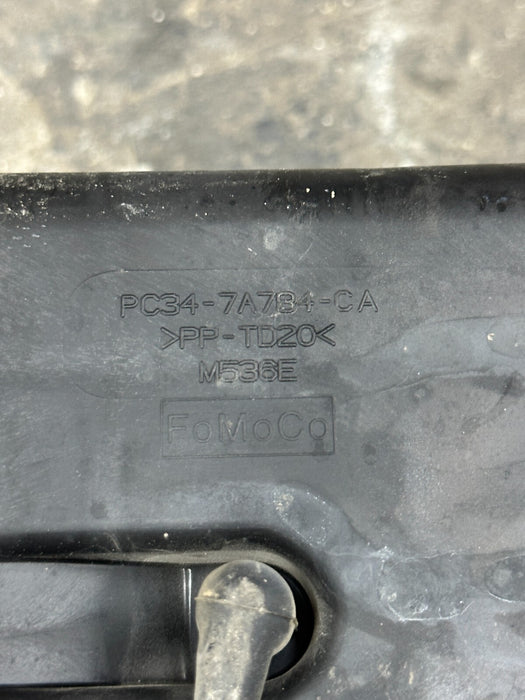 PC34-7A784-CA
>PP-TD20<
M536E
FoMoCo